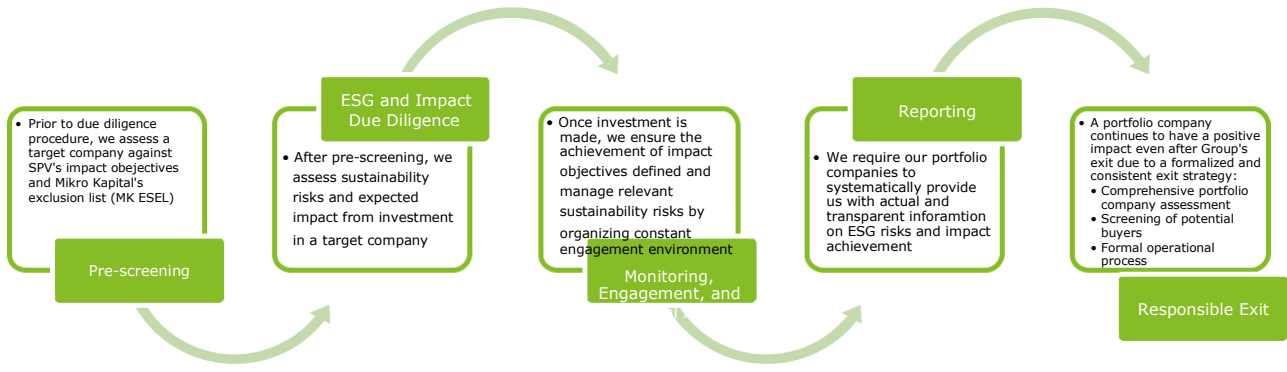 • Prior to due diligence
procedure, we assess a
target company against
SPV's impact obejectives
and Mikro Kapital's
exclusion list (MK ESEL)
Pre-screening
ESG and Impact
Due Diligence
• After pre-screening, we
assess sustainability
risks and expected
impact from investment
in a target company
• Once investment is
made, we ensure the
achievement of impact
objectives defined and
manage relevant
sustainability risks by
organizing constant
engagement environment
Monitoring,
Engagement, and
Reporting
• We require our portfolio
companies to
systematically provide
us with actual and
transparent inforamtion
on ESG risks and impact
achievement
• A portfolio company
continues to have a positive
impact even after Group's
exit due to a formalized and
consistent exit strategy:
• Comprehensive portfolio
company assessment
• Screening of potential
buyers
• Formal operational
process
Responsible Exit